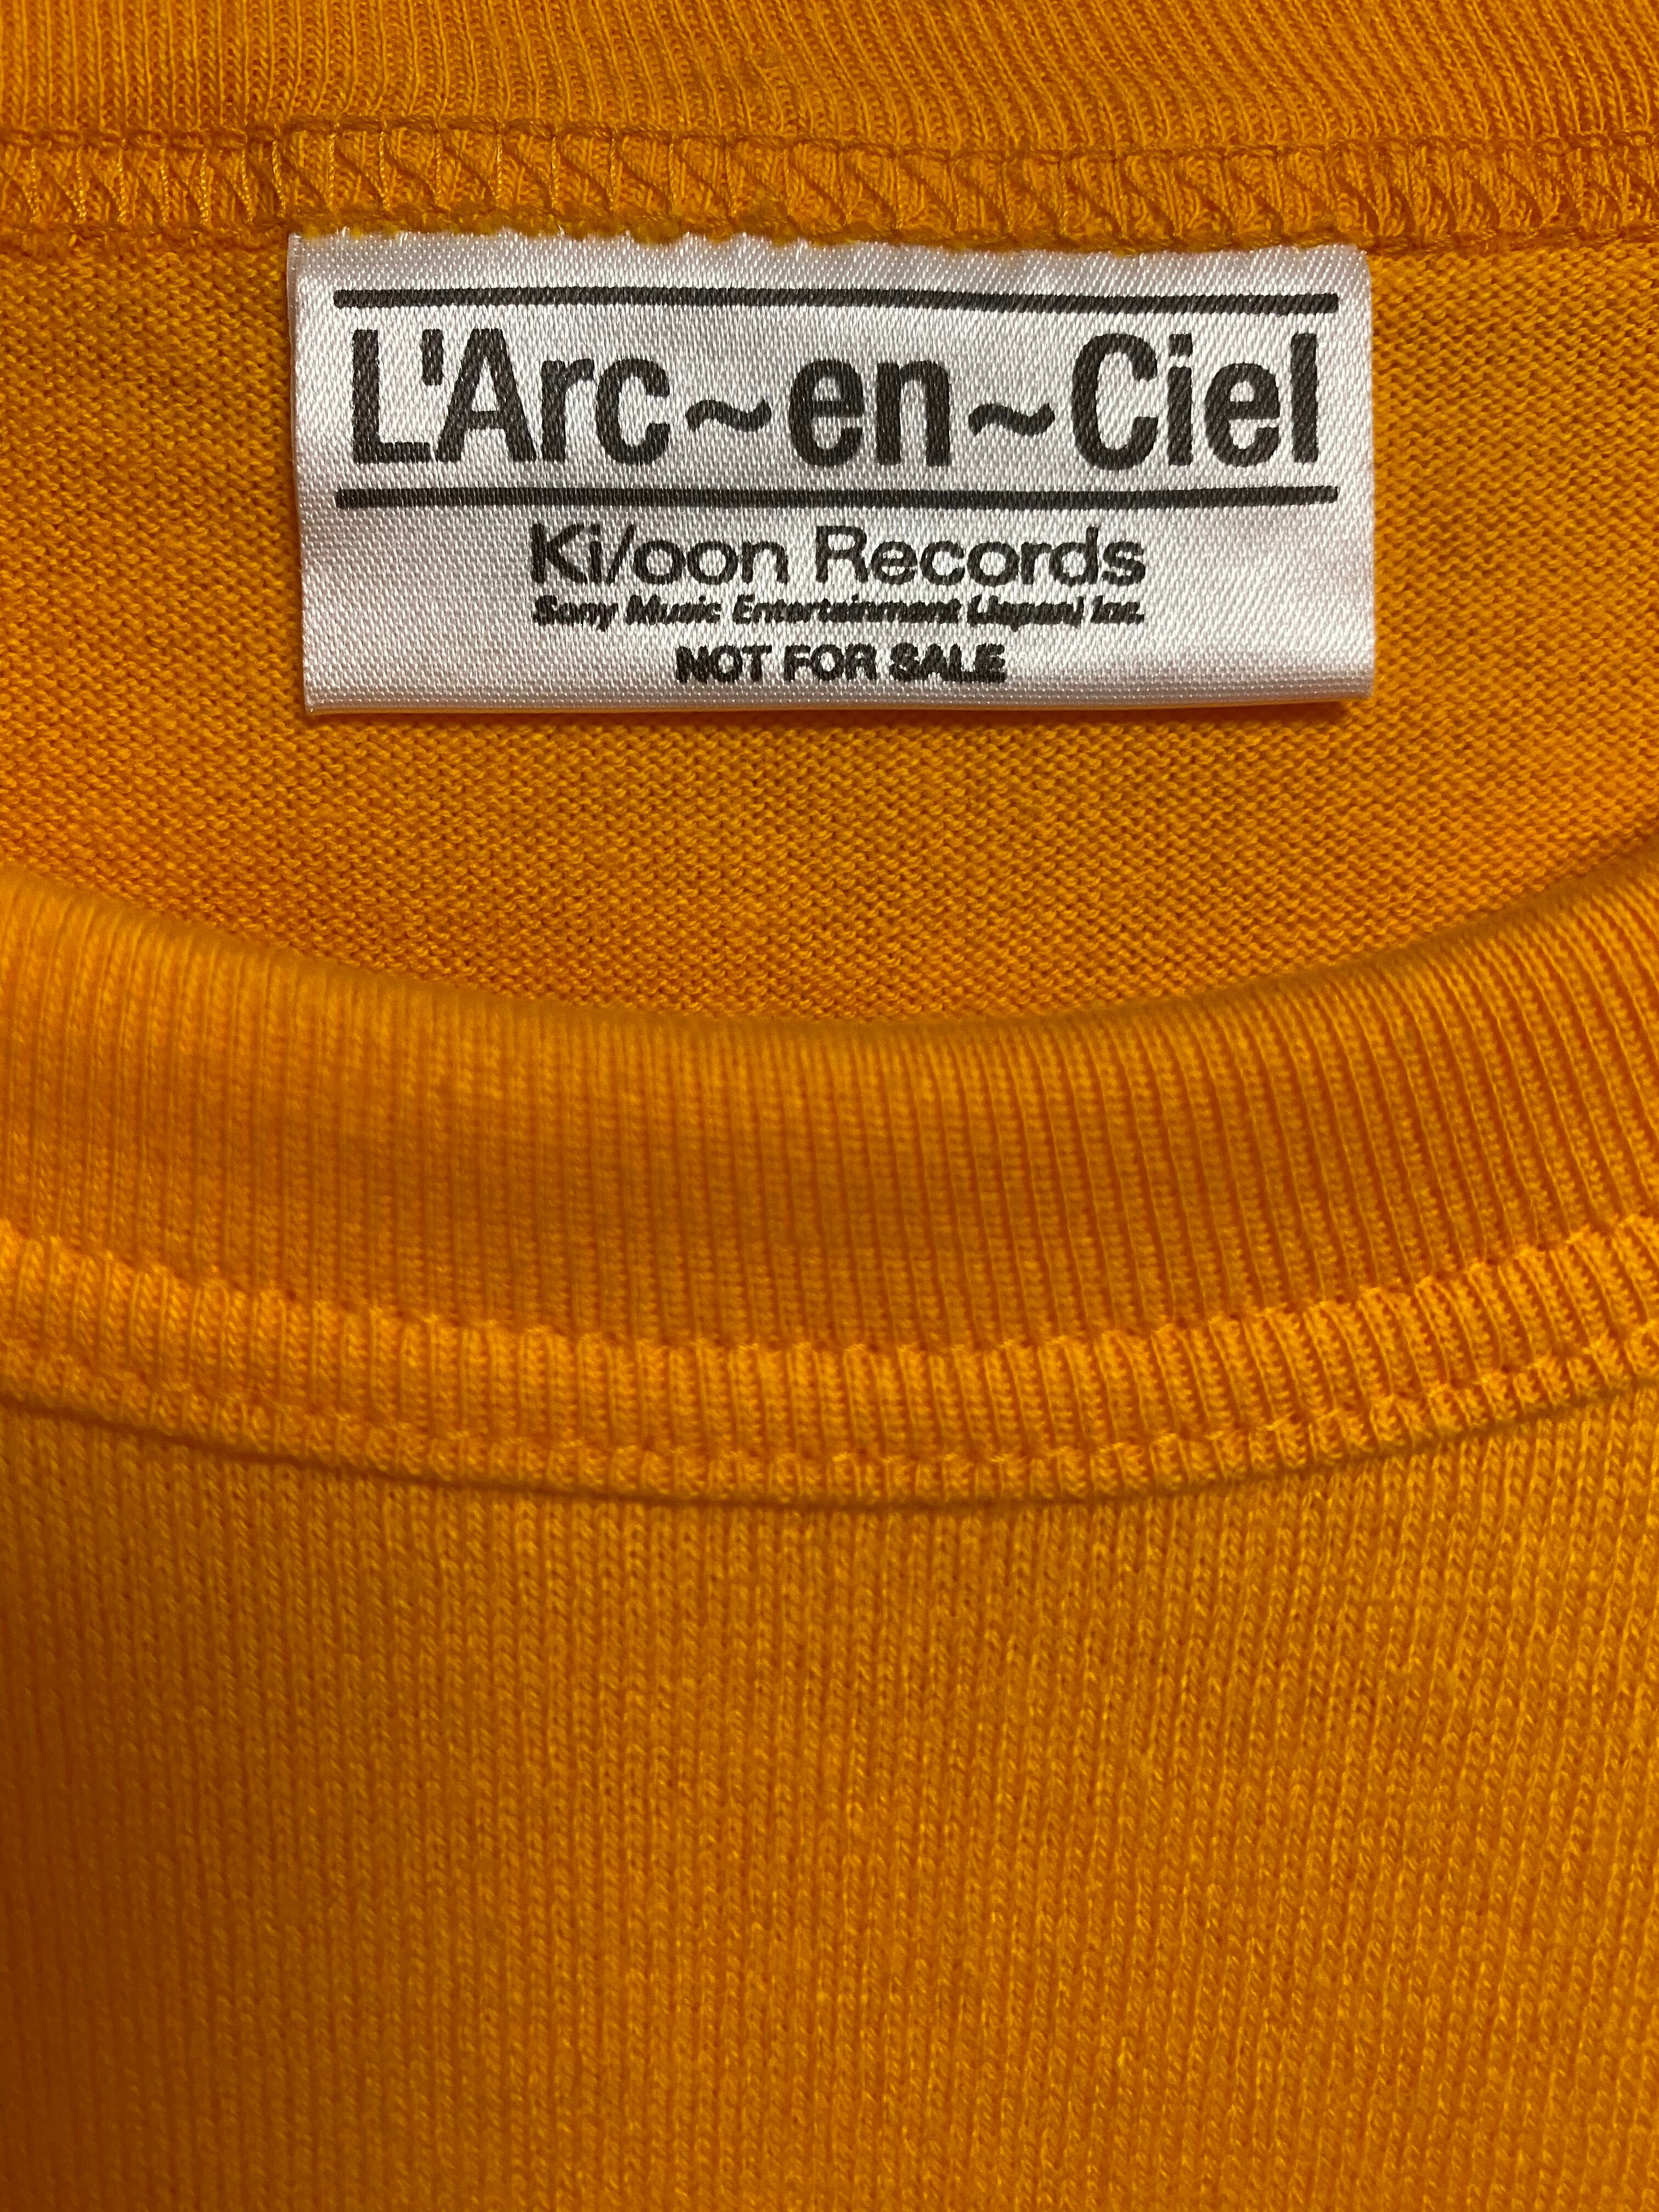 L'Arc~en~Ciel
Ki/oon Records
Sony Music Entertainment (Japan) Inc.
NOT FOR SALE